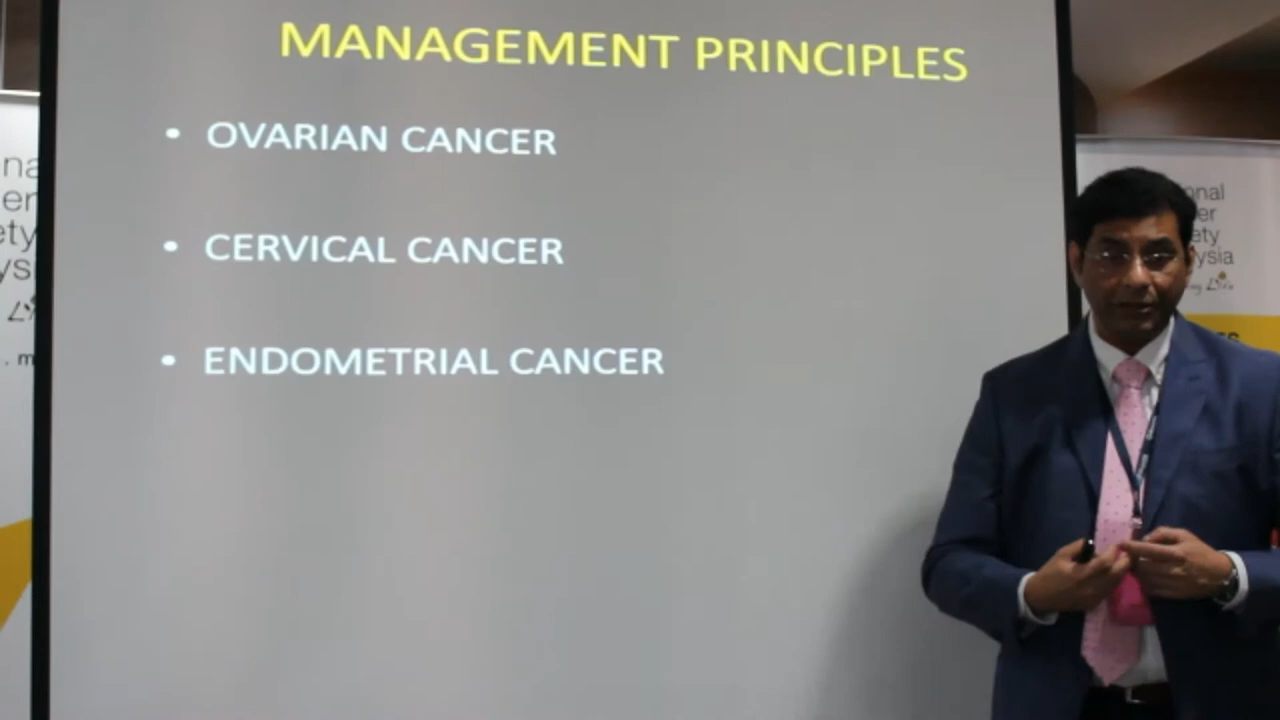 MANAGEMENT PRINCIPLES
• OVARIAN CANCER
• CERVICAL CANCER
• ENDOMETRIAL CANCER